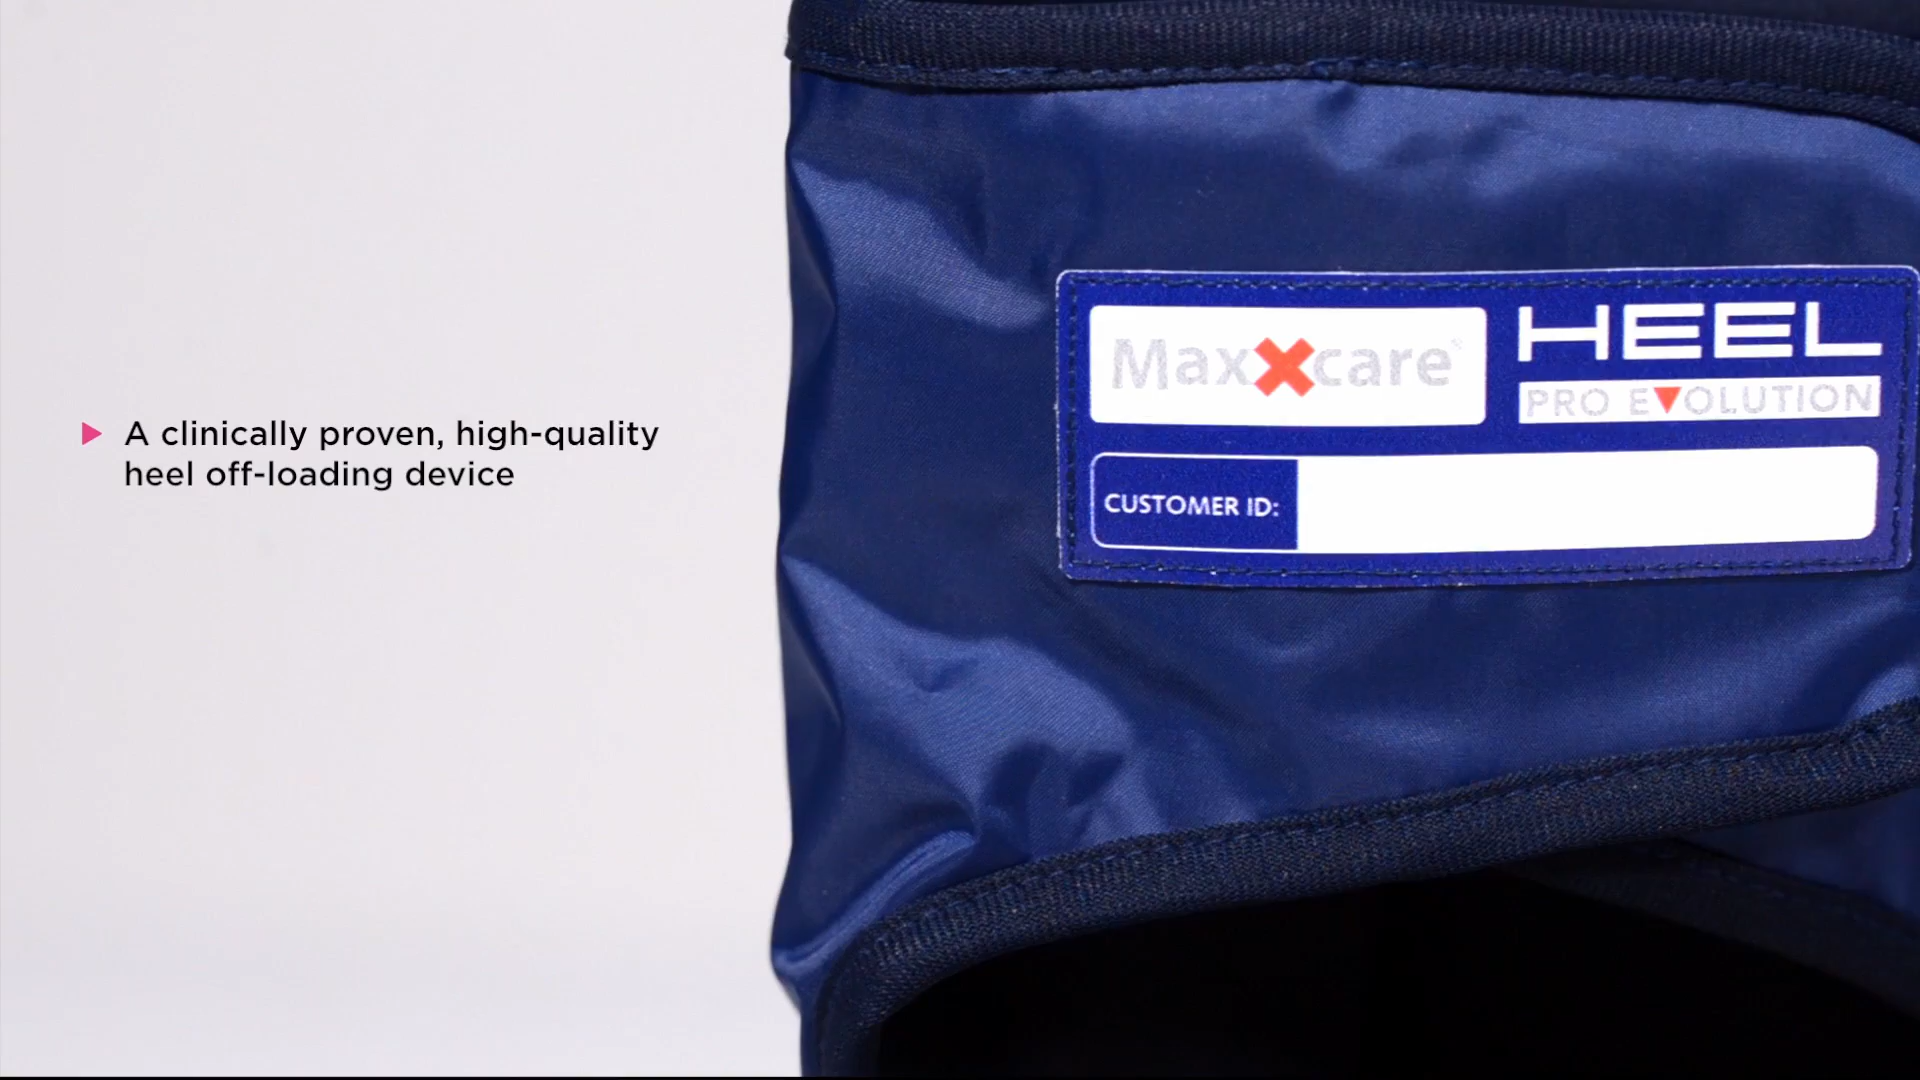 A clinically proven, high-quality
heel off-loading device
MaxXcare®
HEEL
PRO EVOLUTION
CUSTOMER ID: